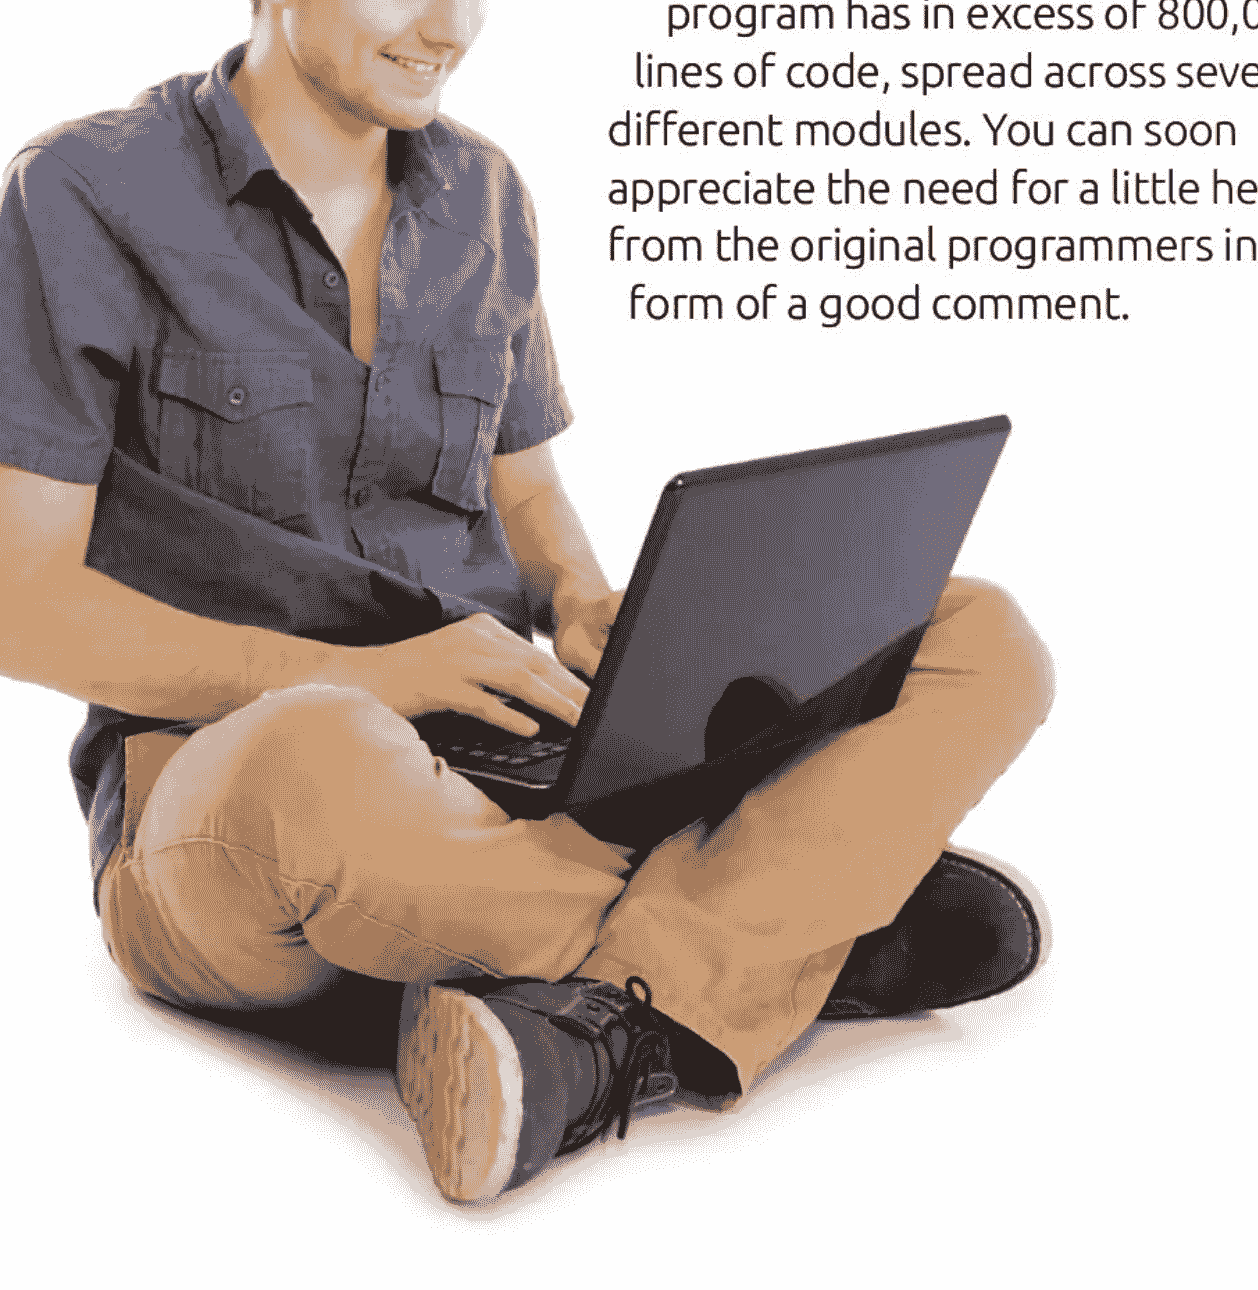 program has in excess of 800,0
lines of code, spread across seve
different modules. You can soon
appreciate the need for a little he
from the original programmers in
form of a good comment.